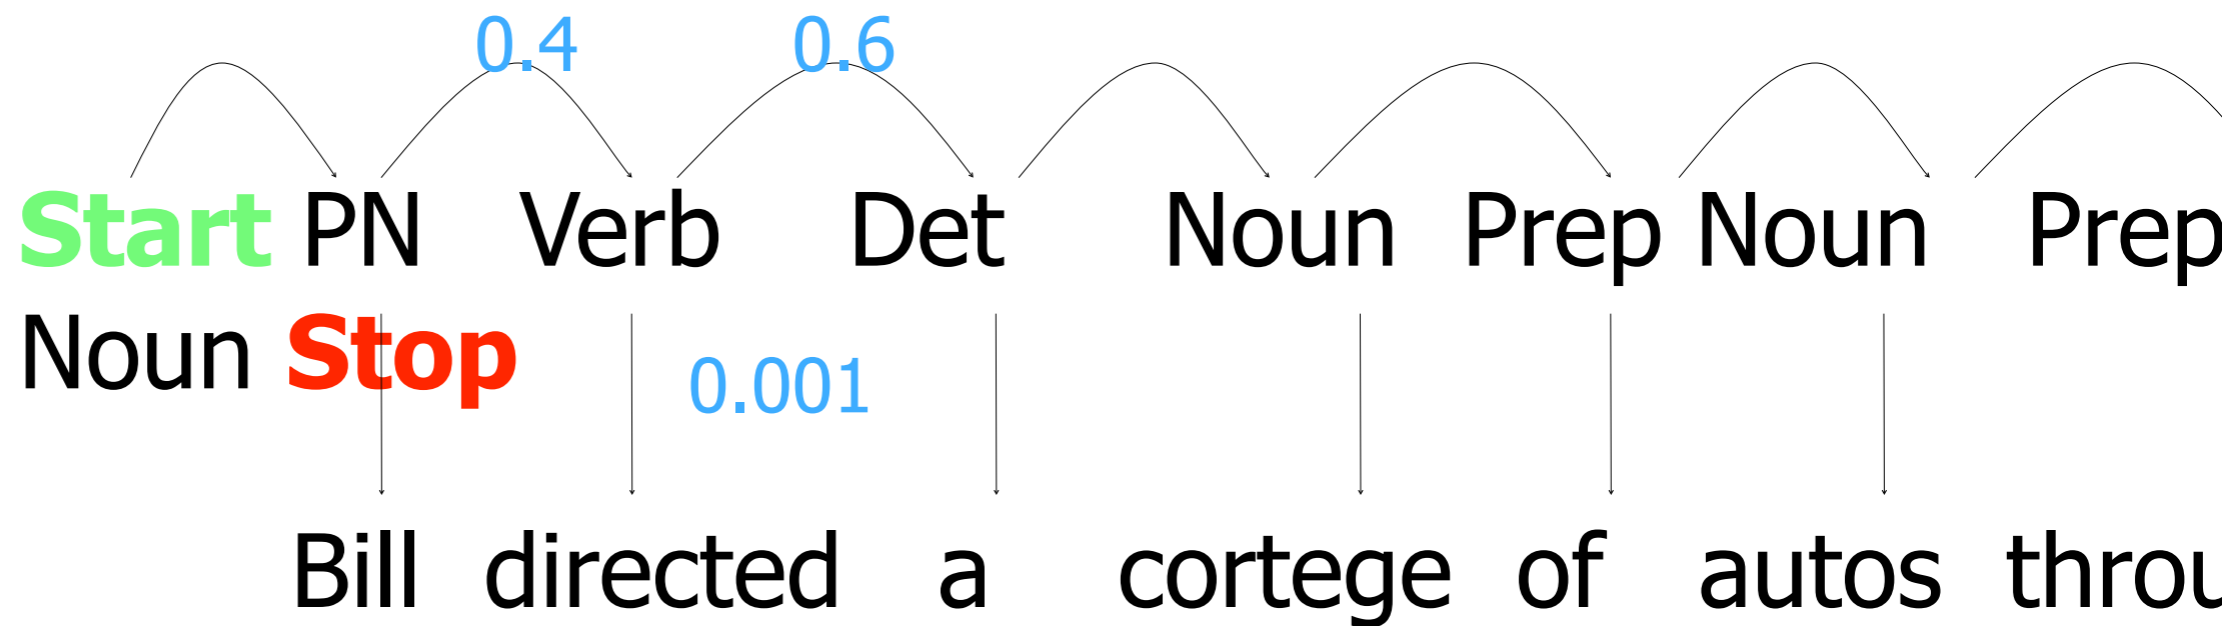 0.4 0.6
Start PN Verb Det Noun Prep Noun Prep
Noun Stop
0.001
Bill directed a cortege of autos